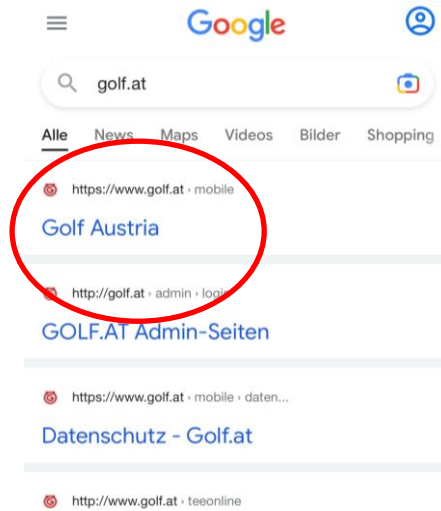 Google
golf.at
Alle News Maps Videos Bilder Shopping
https://www.golf.at › mobile
Golf Austria
http://golf.at › admin › login
GOLF.AT Admin-Seiten
https://www.golf.at › mobile › daten...
Datenschutz - Golf.at
http://www.golf.at › teeonline